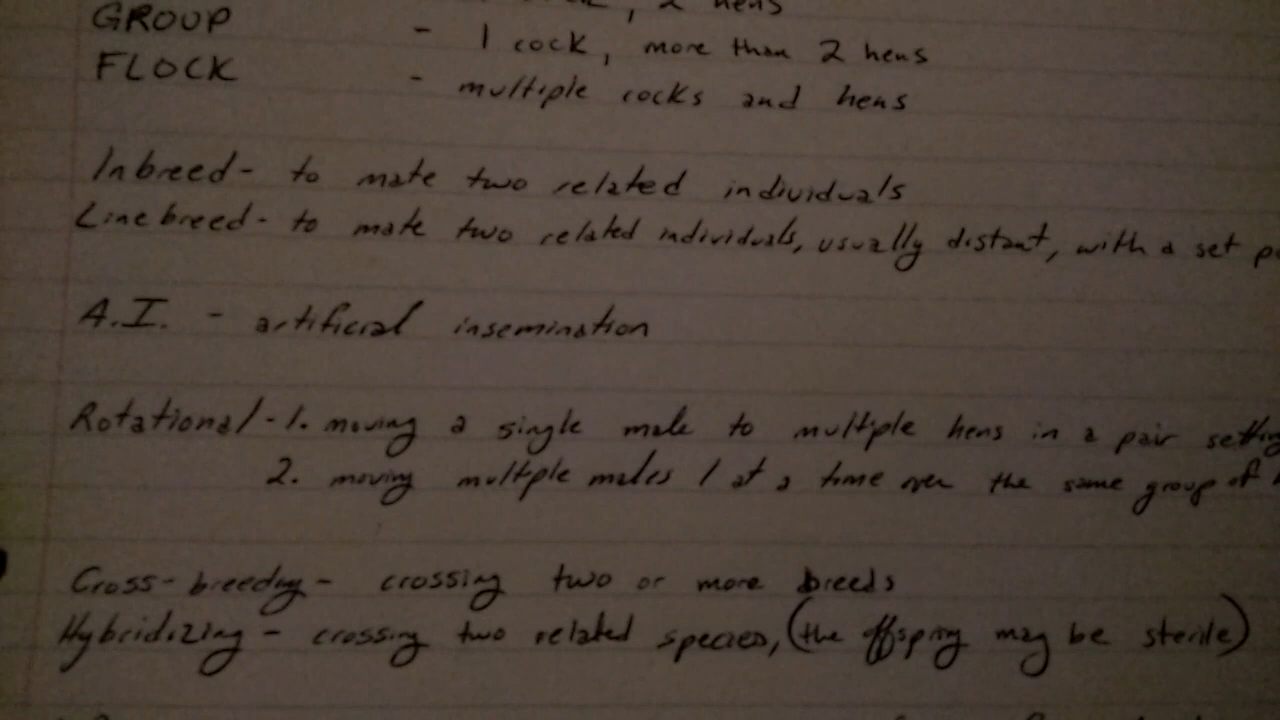 , 2 hens
GROUP - 1 cock, more than 2 hens
FLOCK - multiple cocks and hens
Inbreed - to mate two related individuals
Linebreed - to mate two related individuals, usually distant, with a set
A.I. - artificial insemination
Rotational - 1. moving a single male to multiple hens in a pair setting
2. moving multiple males 1 at a time over the same group of
Cross-breeding - crossing two or more breeds
Hybridizing - crossing two related species, (the offspring may be sterile)